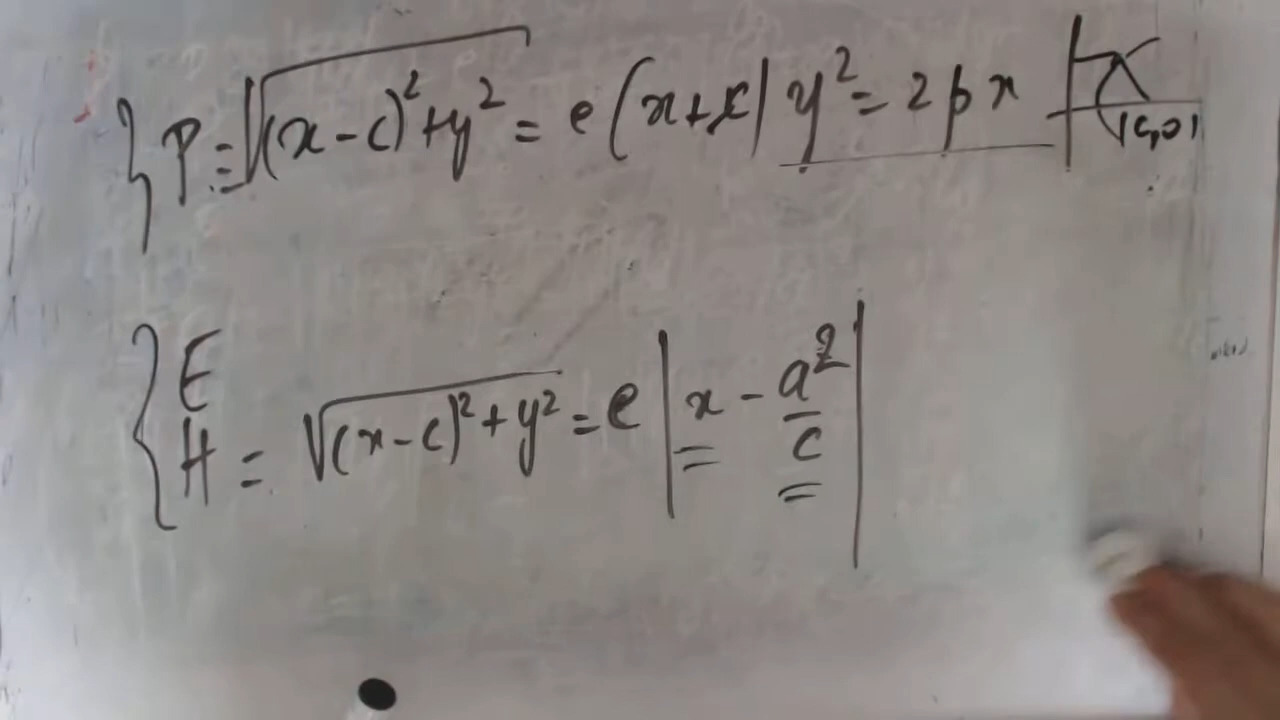 P = √(x-c)² + y² = e(x+c| y² = 2px (c,0)
E
H = √(x-c)² + y² = e |x - a²/c|